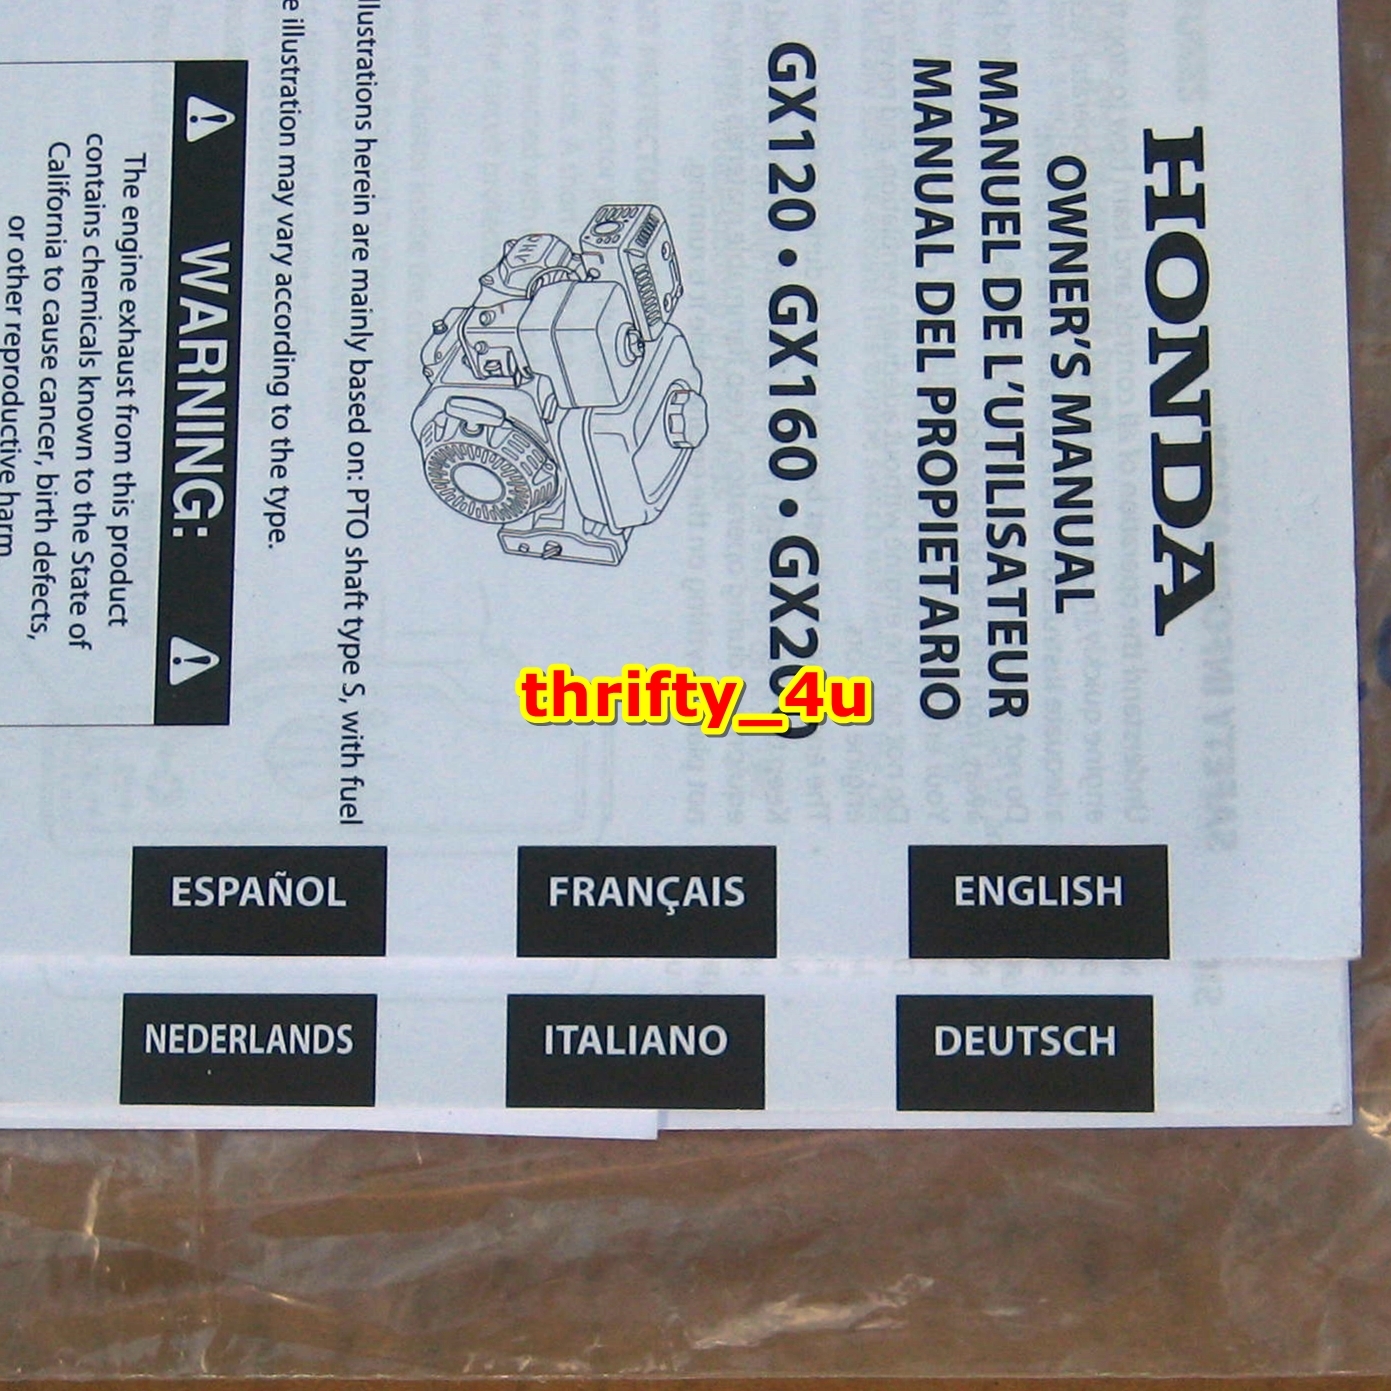 HONDA
OWNER'S MANUAL
MANUEL DE L'UTILISATEUR
MANUAL DEL PROPIETARIO
GX120 • GX160 • GX200
OHV
illustrations herein are mainly based on: PTO shaft type S, with fuel
illustration may vary according to the type.
WARNING:
The engine exhaust from this product
contains chemicals known to the State of
California to cause cancer, birth defects,
or other reproductive harm.
ENGLISH
FRANÇAIS
ESPAÑOL
DEUTSCH
ITALIANO
NEDERLANDS
thrifty_4u